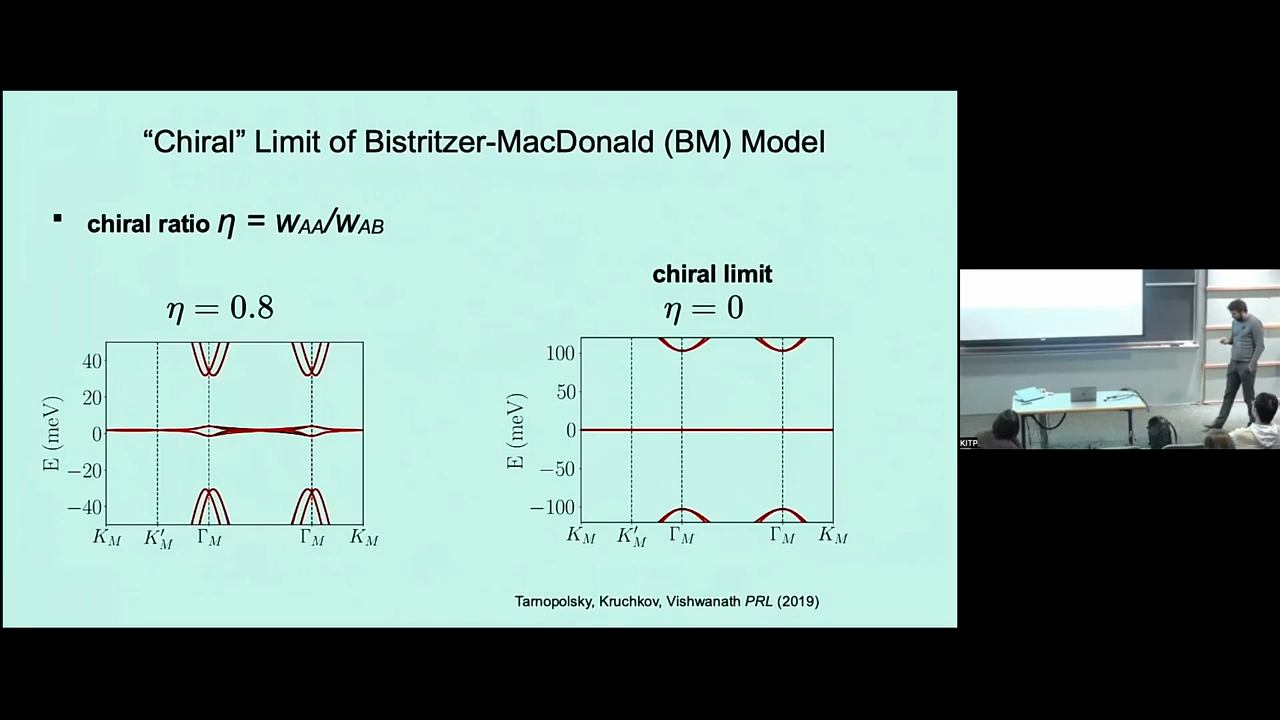 “Chiral” Limit of Bistritzer-MacDonald (BM) Model
▪ chiral ratio η = wAA/wAB
η = 0.8
40
20
0
−20
−40
E (meV)
K_M K′_M Γ_M Γ_M K_M
chiral limit
η = 0
100
50
0
−50
−100
E (meV)
K_M K′_M Γ_M Γ_M K_M
Tarnopolsky, Kruchkov, Vishwanath PRL (2019)
KITP